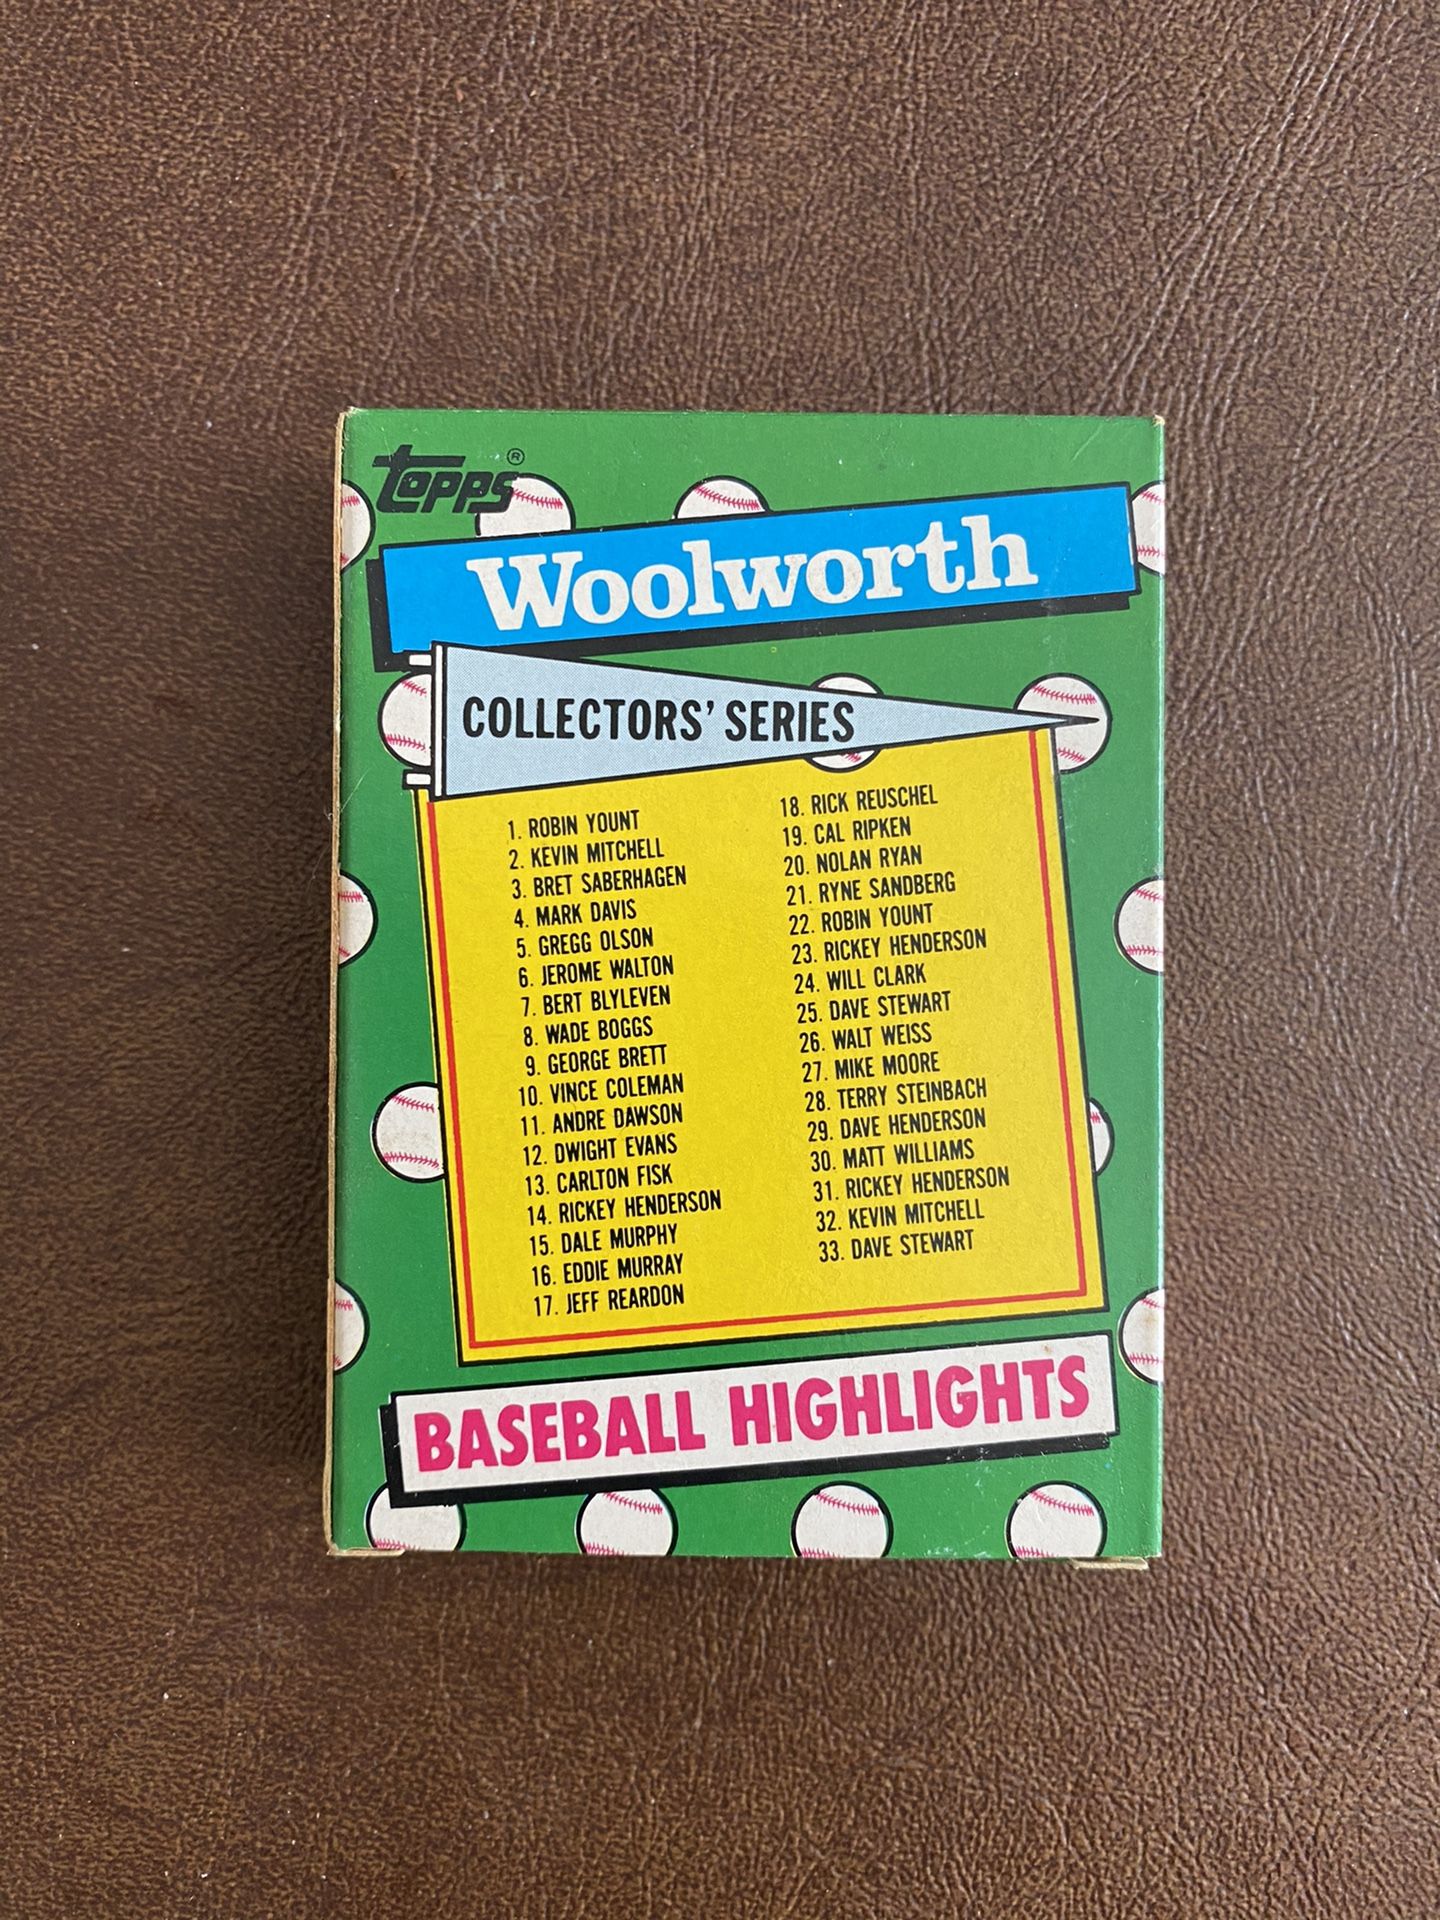 topps®
Woolworth
COLLECTORS' SERIES
1. ROBIN YOUNT
2. KEVIN MITCHELL
3. BRET SABERHAGEN
4. MARK DAVIS
5. GREGG OLSON
6. JEROME WALTON
7. BERT BLYLEVEN
8. WADE BOGGS
9. GEORGE BRETT
10. VINCE COLEMAN
11. ANDRE DAWSON
12. DWIGHT EVANS
13. CARLTON FISK
14. RICKEY HENDERSON
15. DALE MURPHY
16. EDDIE MURRAY
17. JEFF REARDON
18. RICK REUSCHEL
19. CAL RIPKEN
20. NOLAN RYAN
21. RYNE SANDBERG
22. ROBIN YOUNT
23. RICKEY HENDERSON
24. WILL CLARK
25. DAVE STEWART
26. WALT WEISS
27. MIKE MOORE
28. TERRY STEINBACH
29. DAVE HENDERSON
30. MATT WILLIAMS
31. RICKEY HENDERSON
32. KEVIN MITCHELL
33. DAVE STEWART
BASEBALL HIGHLIGHTS